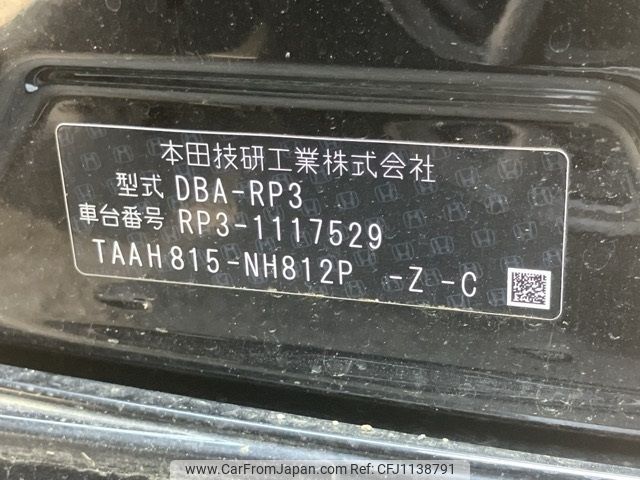 本田技研工業株式会社
型式 DBA-RP3
車台番号 RP3-1117529
TAAH815-NH812P -Z -C
www.CarFromJapan.com | Ref No: CFJ1138791